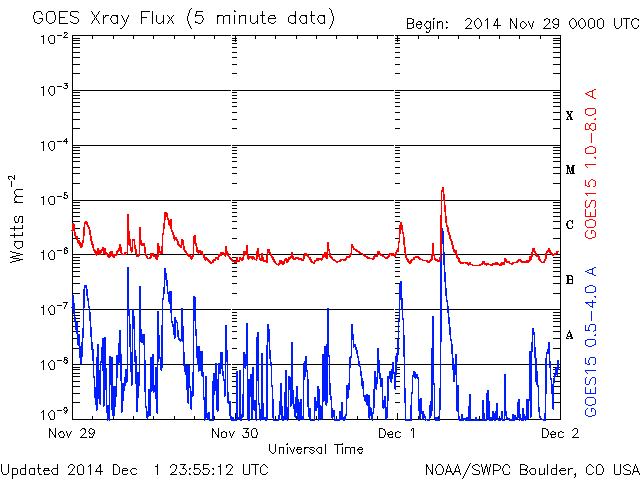 GOES Xray Flux (5 minute data)
Begin: 2014 Nov 29 0000 UTC
10-2
10-3
10-4
10-5
10-6
10-7
10-8
10-9
Watts m-2
X
M
C
B
A
GOES15 1.0-8.0 A
GOES15 0.5-4.0 A
Nov 29
Nov 30
Dec 1
Dec 2
Universal Time
Updated 2014 Dec 1 23:55:12 UTC
NOAA/SWPC Boulder, CO USA